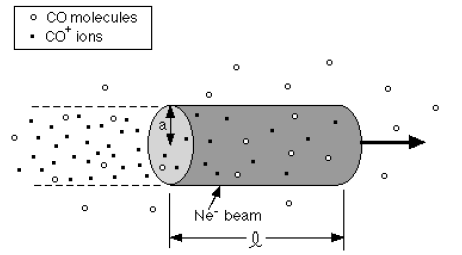 CO molecules
CO⁺ ions
a
Ne⁻ beam
ℓ